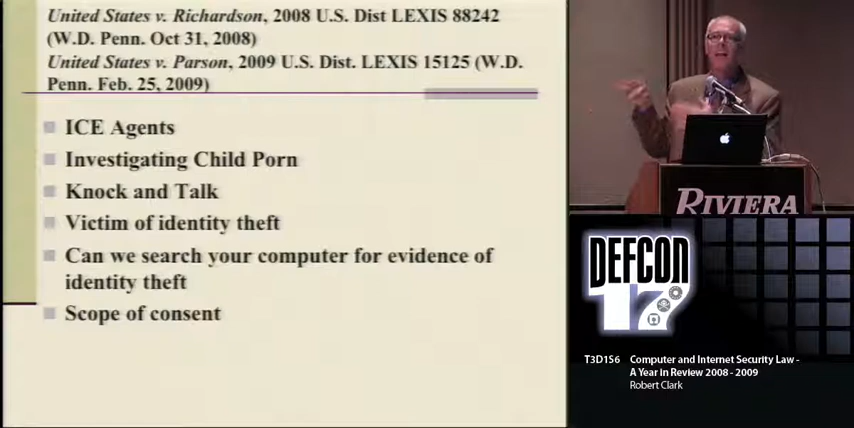 United States v. Richardson, 2008 U.S. Dist LEXIS 88242
(W.D. Penn. Oct 31, 2008)
United States v. Parson, 2009 U.S. Dist. LEXIS 15125 (W.D.
Penn. Feb. 25, 2009)
ICE Agents
Investigating Child Porn
Knock and Talk
Victim of identity theft
Can we search your computer for evidence of
identity theft
Scope of consent
RIVIERA
DEFCON
17
T3D1S6 Computer and Internet Security Law -
A Year in Review 2008 - 2009
Robert Clark